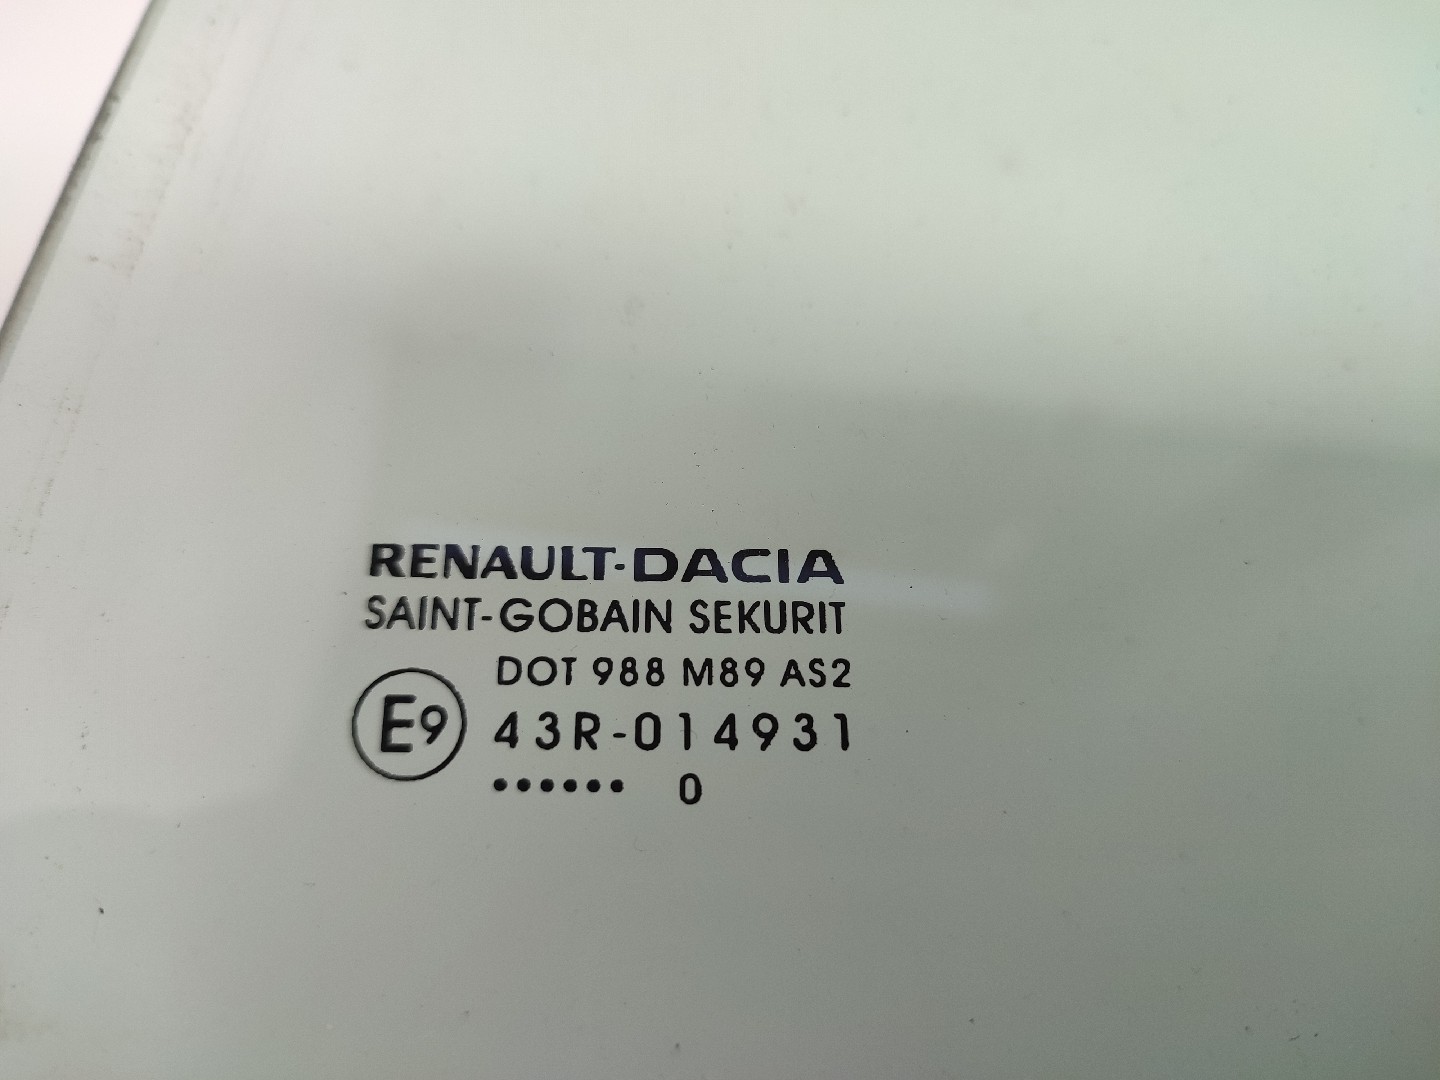 RENAULT-DACIA
SAINT-GOBAIN SEKURIT
DOT 988 M89 AS2
E9 43R-014931
•••••• 0